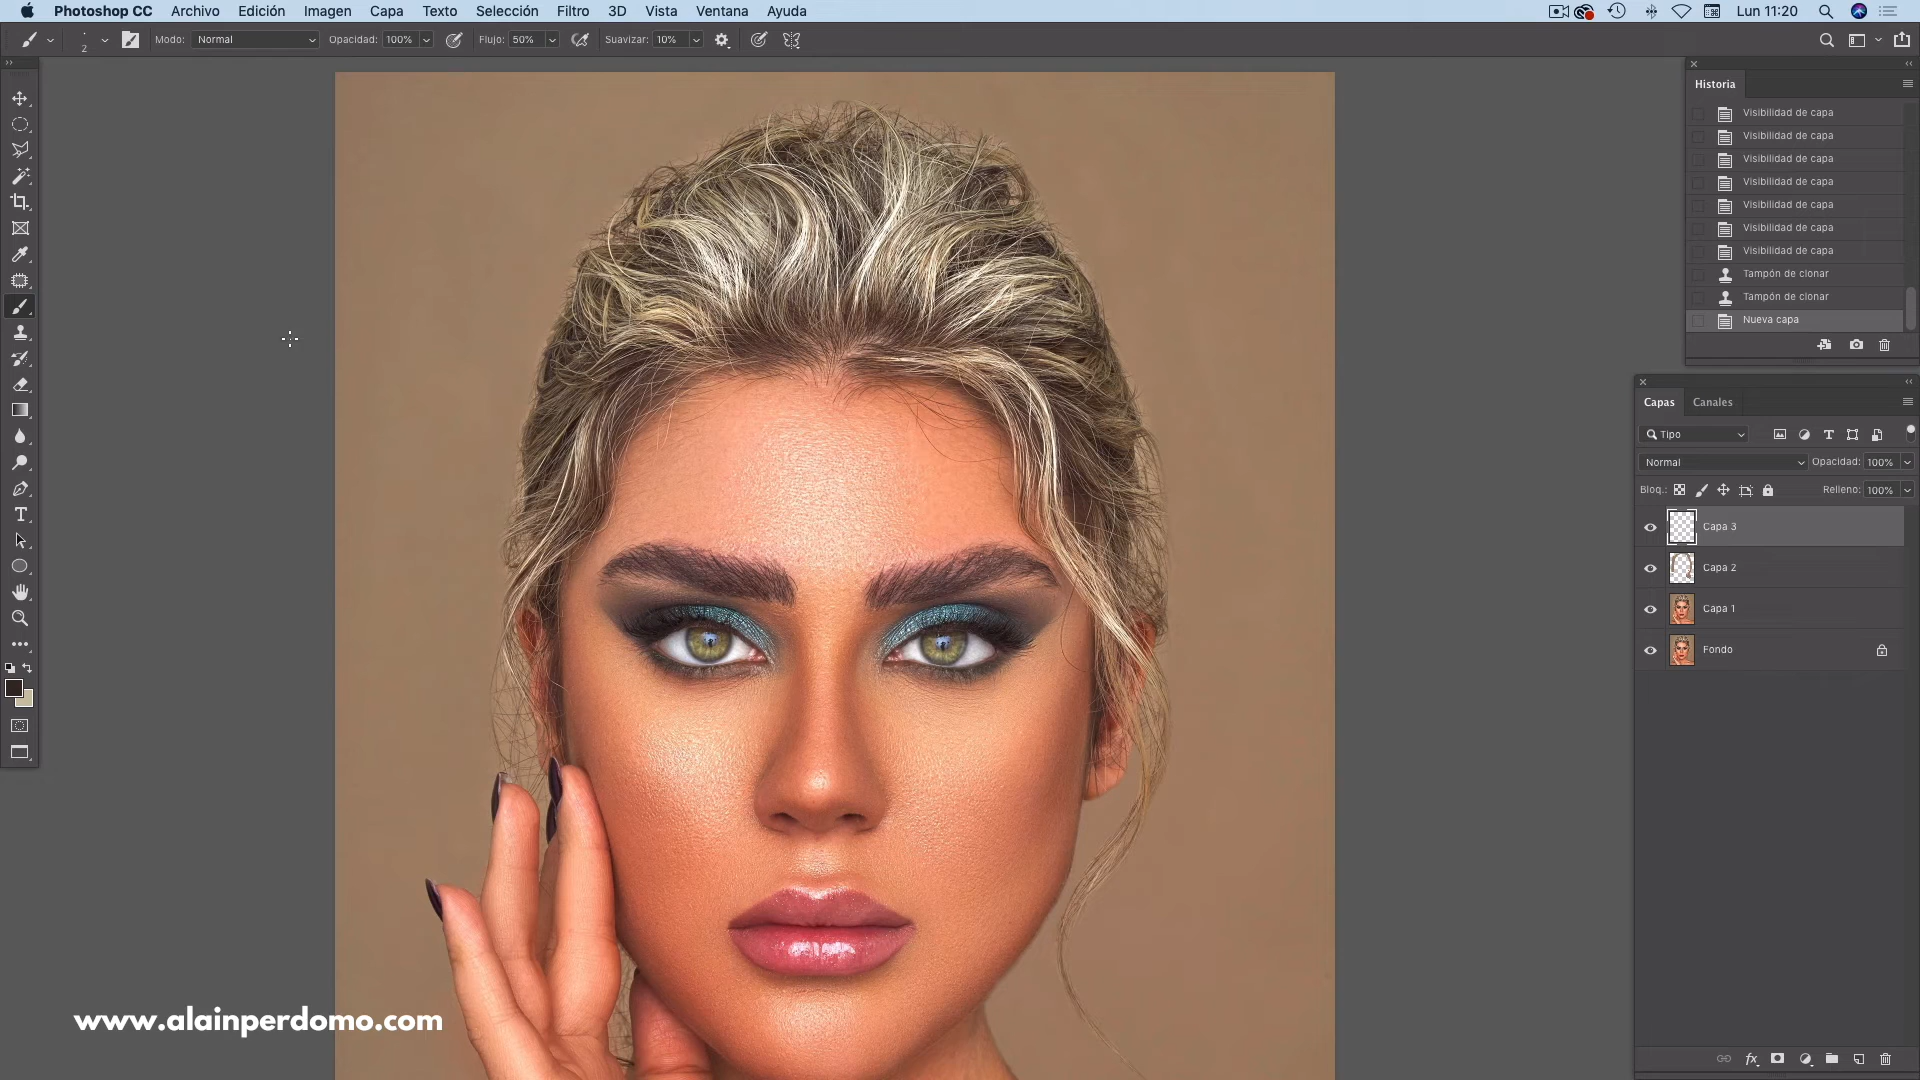 Photoshop CC Archivo Edición Imagen Capa Texto Selección Filtro 3D Vista Ventana Ayuda Lun 11:20
2 Modo: Normal Opacidad: 100% Flujo: 50% Suavizar: 10%
Historia
Visibilidad de capa
Visibilidad de capa
Visibilidad de capa
Visibilidad de capa
Visibilidad de capa
Visibilidad de capa
Visibilidad de capa
Tampón de clonar
Tampón de clonar
Nueva capa
Capas Canales
Tipo
Normal Opacidad: 100%
Bloq.: Relleno: 100%
Capa 3
Capa 2
Capa 1
Fondo
www.alainperdomo.com